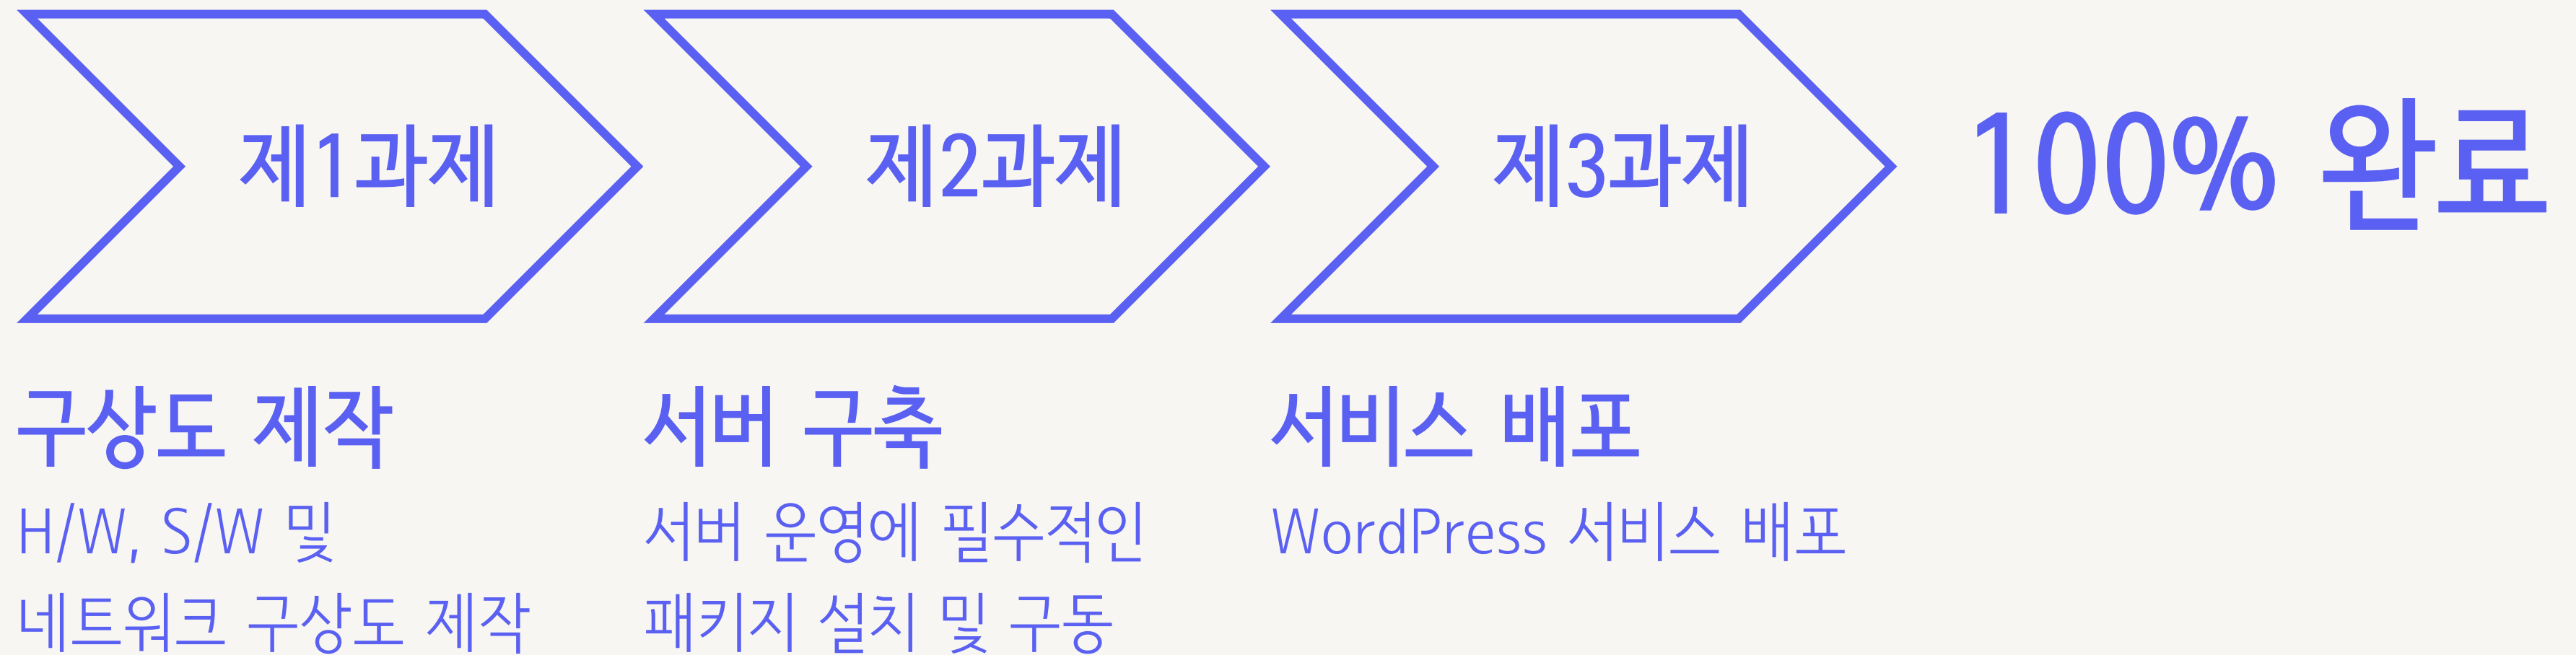 제1과제
제2과제
제3과제
100% 완료
구상도 제작
H/W, S/W 및
네트워크 구상도 제작
서버 구축
서버 운영에 필수적인
패키지 설치 및 구동
서비스 배포
WordPress 서비스 배포